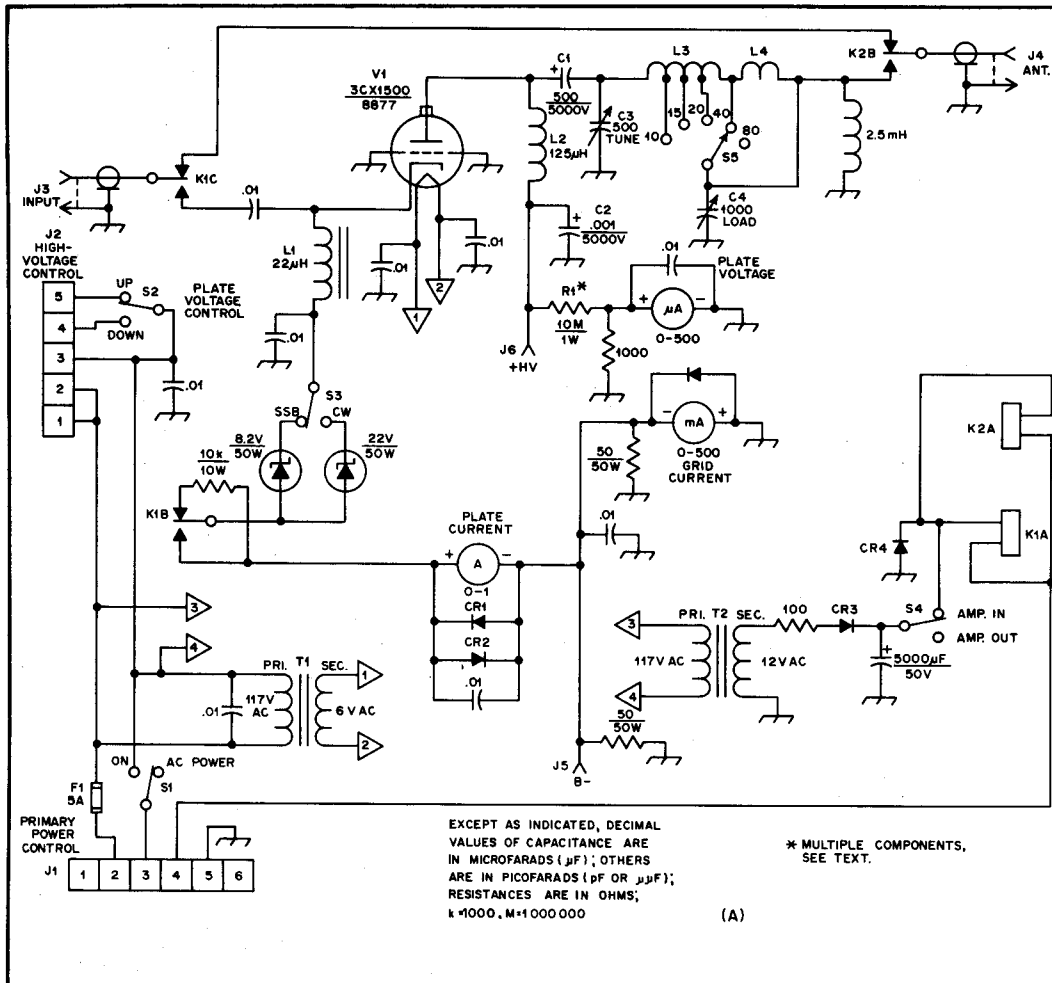 V1
3CX1500
8877
C1
500
5000V
L3
L4
K2B
J4
ANT.
C3
500
TUNE
10
15
20
40
80
S5
L2
125µH
2.5mH
J3
INPUT
K1C
.01
L1
22µH
.01
.01
1
2
C2
.001
5000V
C4
1000
LOAD
J2
HIGH-
VOLTAGE
CONTROL
5
4
3
2
1
UP
S2
DOWN
PLATE VOLTAGE
CONTROL
.01
.01
R1*
10M
1W
.01
PLATE
VOLTAGE
+ µA -
0-500
1000
J6
+HV
S3
SSB
CW
8.2V
50W
22V
50W
10k
10W
K1B
- mA +
0-500
GRID
CURRENT
50
50W
K2A
K1A
PLATE
CURRENT
+ A -
0-1
CR1
CR2
.01
.01
CR4
3
4
PRI. T1 SEC.
.01
117V
AC
6VAC
1
2
3
4
PRI. T2 SEC.
117V AC
12VAC
100
CR3
S4
AMP. IN
AMP. OUT
+
5000µF
50V
50
50W
J5
B-
ON
AC POWER
S1
F1
5A
PRIMARY
POWER
CONTROL
J1
1 2 3 4 5 6
EXCEPT AS INDICATED, DECIMAL
VALUES OF CAPACITANCE ARE
IN MICROFARADS (µF); OTHERS
ARE IN PICOFARADS (pF OR µµF);
RESISTANCES ARE IN OHMS;
k=1000, M=1000000
* MULTIPLE COMPONENTS,
SEE TEXT.
(A)